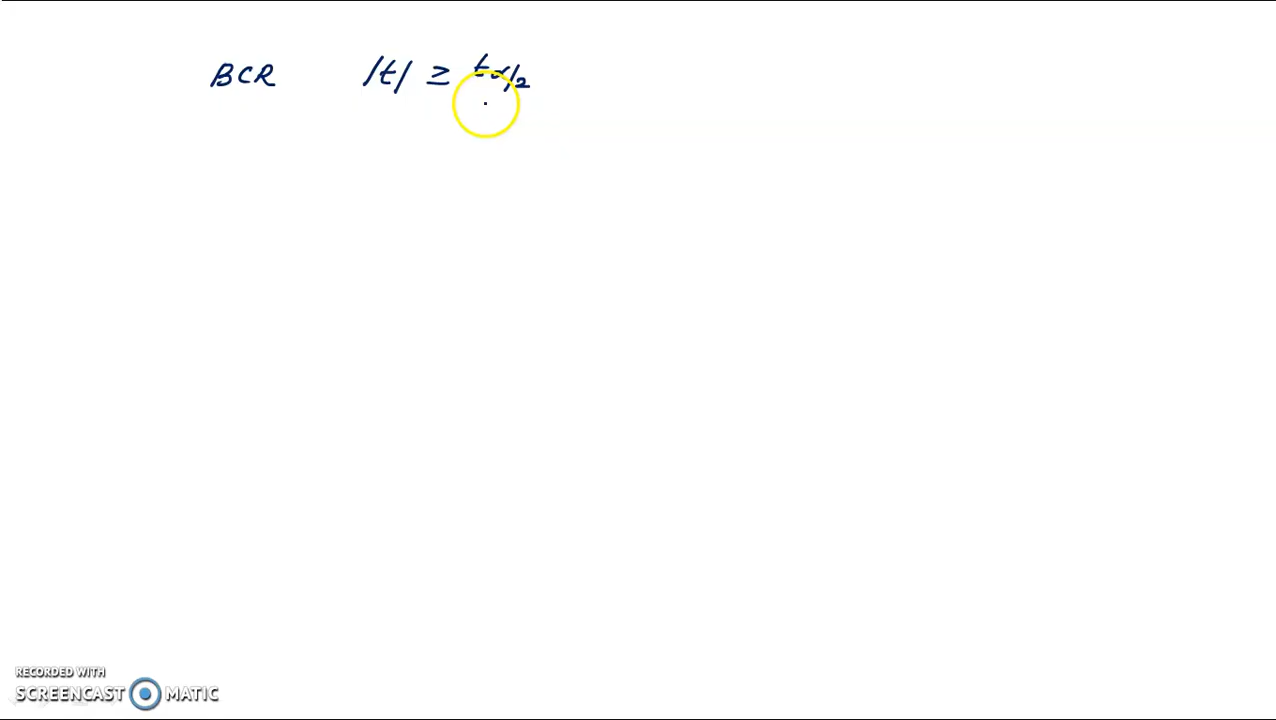 BCR |t| ≥ tα/2
RECORDED WITH
SCREENCAST MATIC